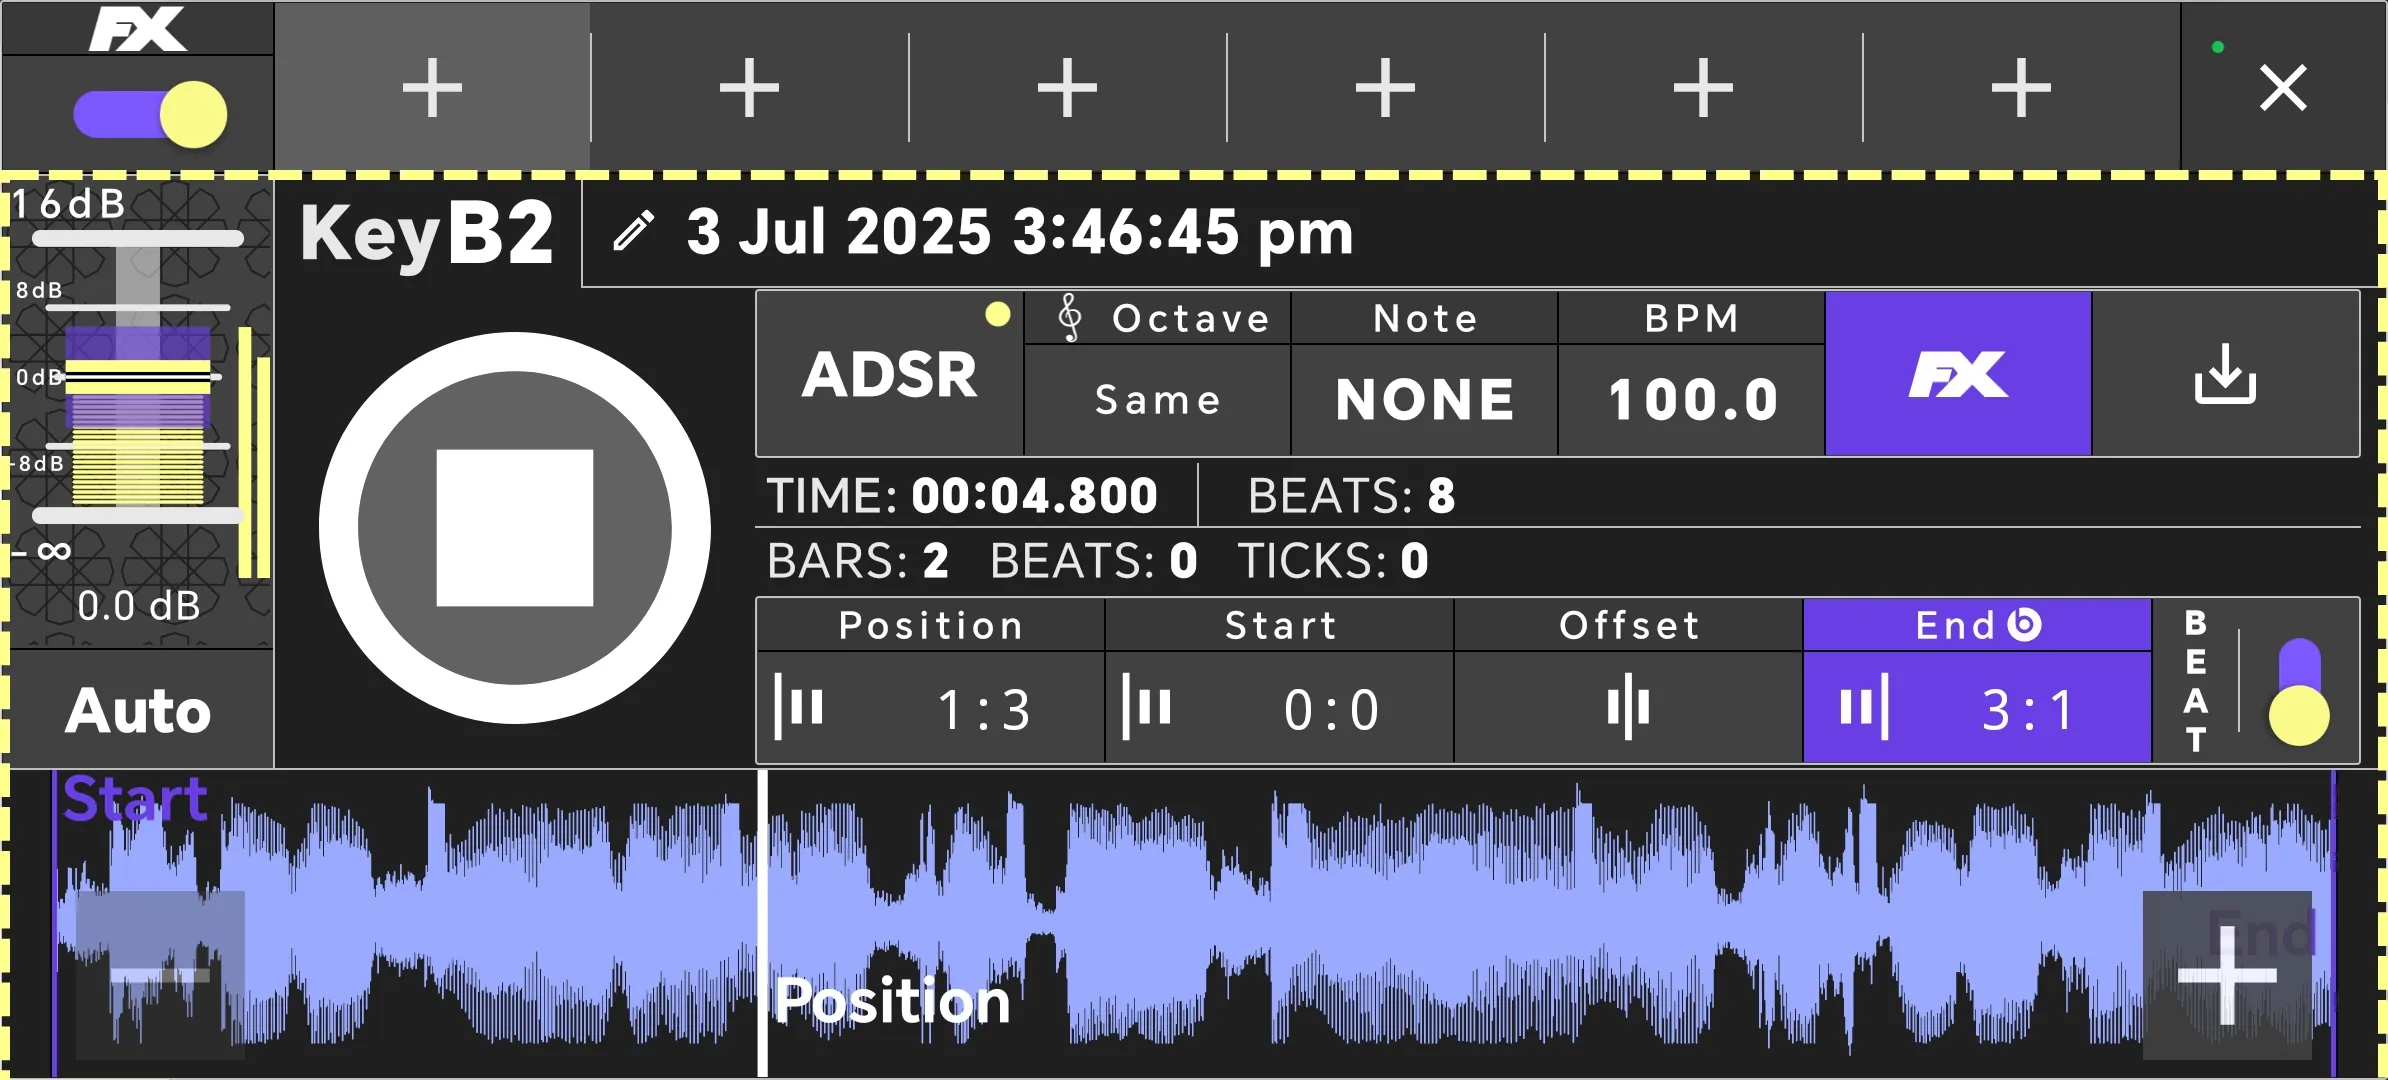 FX
16dB
8dB
0dB
-8dB
-∞
0.0 dB
Auto
Key B2
3 Jul 2025 3:46:45 pm
ADSR
Octave
Same
Note
NONE
BPM
100.0
FX
TIME: 00:04.800 BEATS: 8
BARS: 2 BEATS: 0 TICKS: 0
Position
1:3
Start
0:0
Offset
End
3:1
BEAT
Start
Position
End